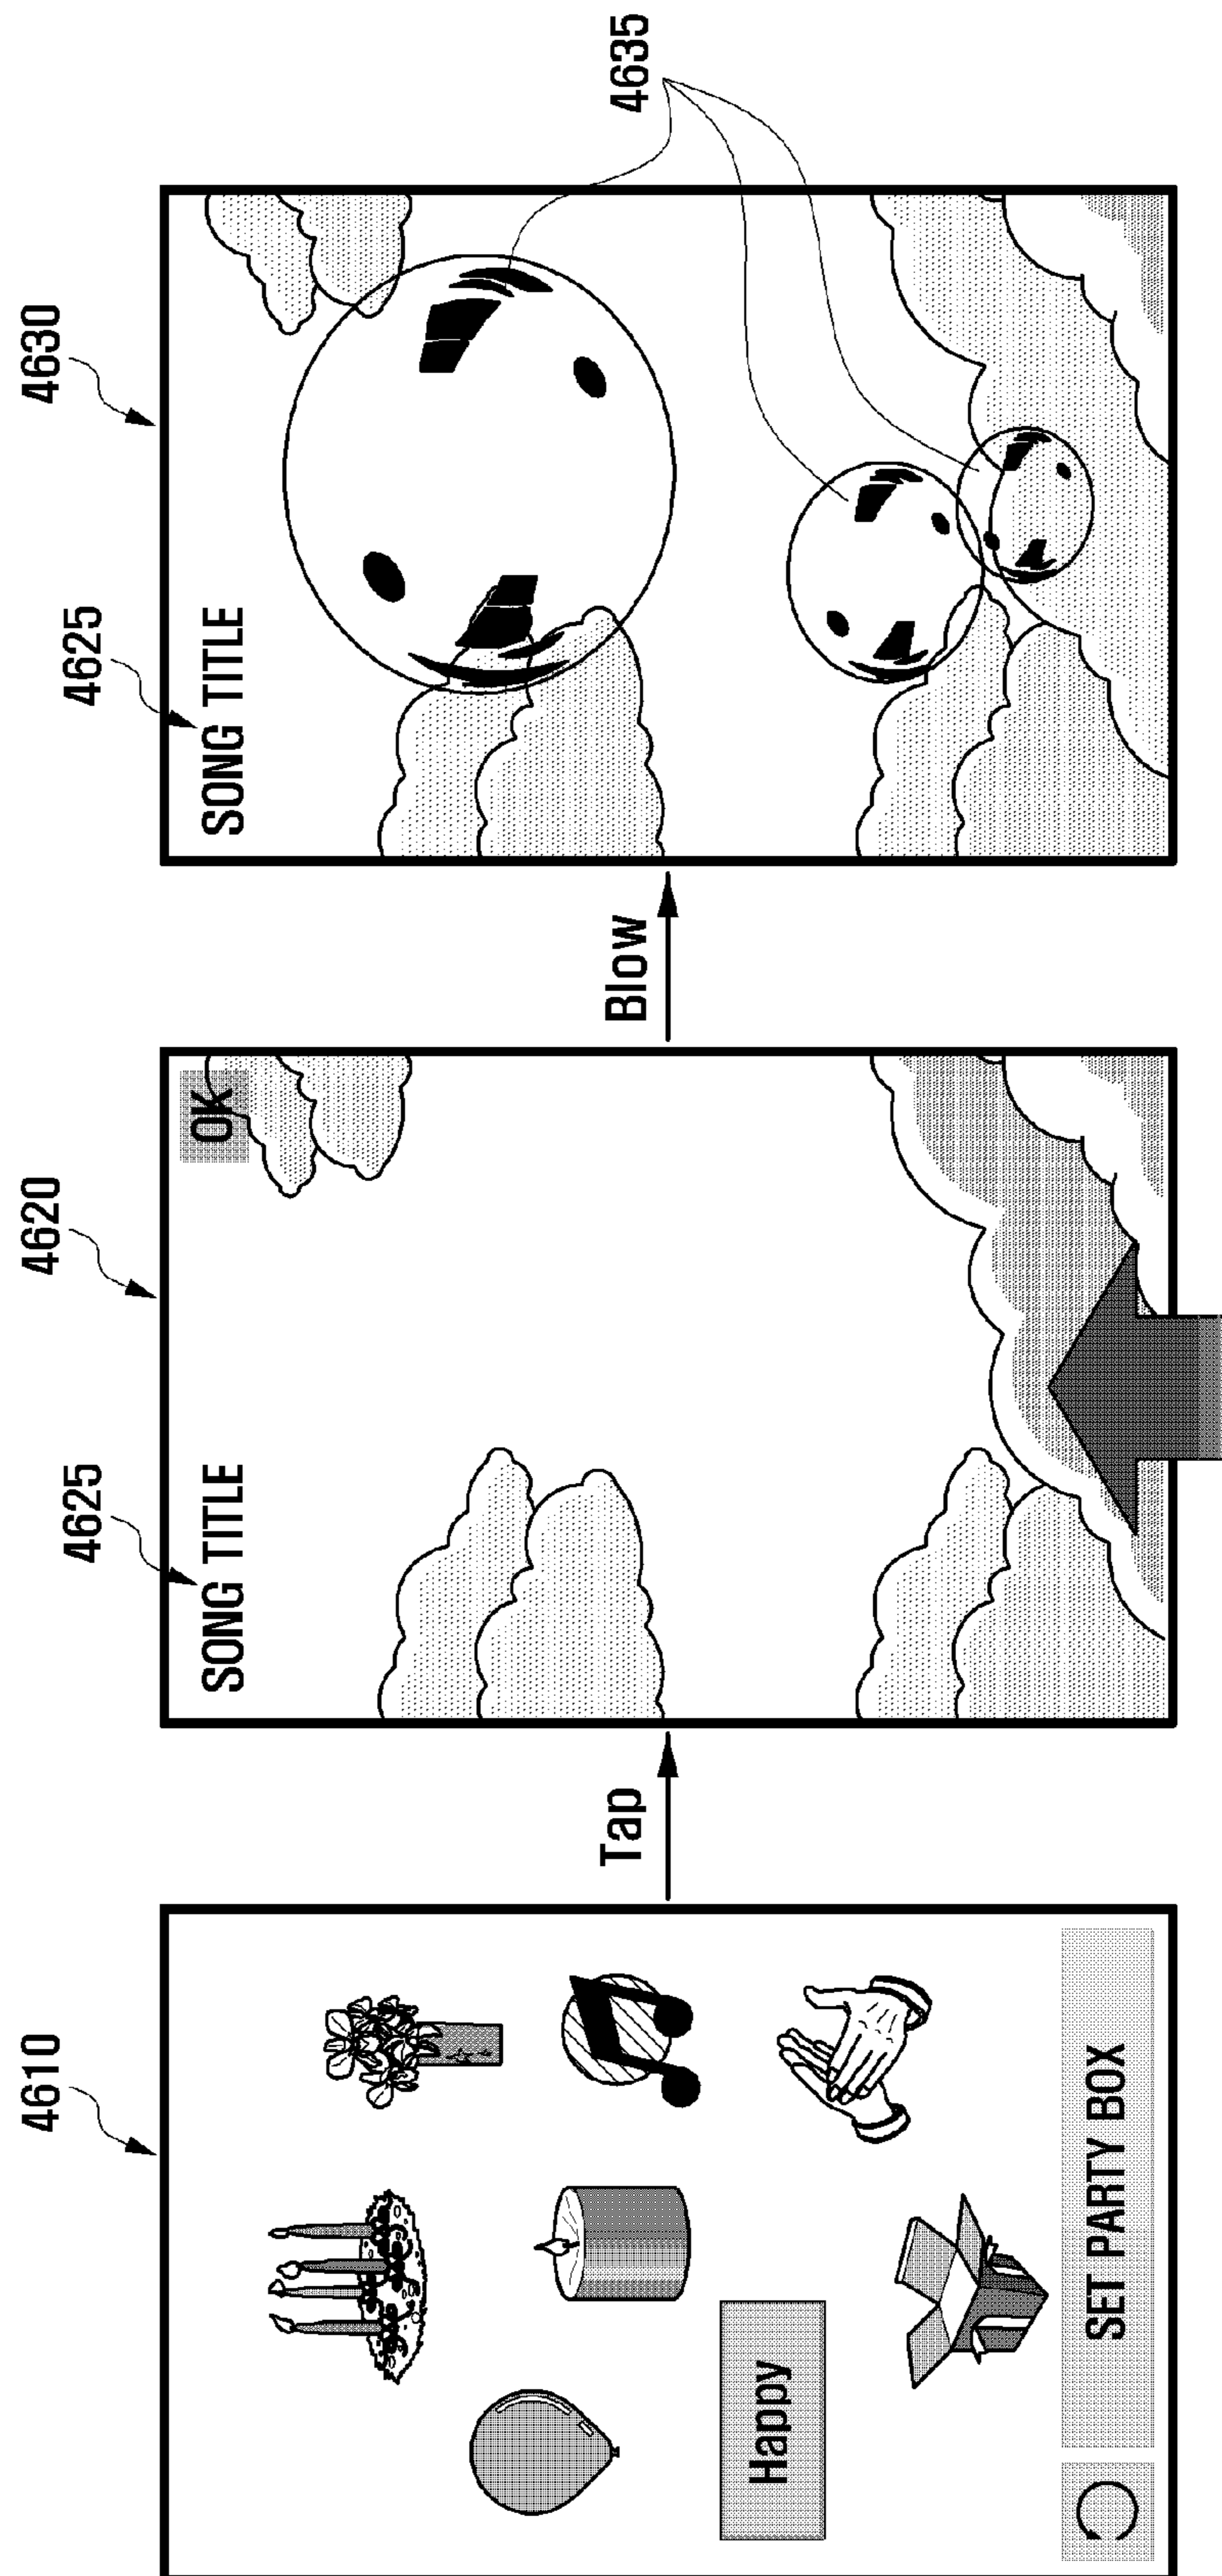 4610
Happy
SET PARTY BOX
Tap
4620
4625
SONG TITLE
OK
Blow
4630
4625
SONG TITLE
4635